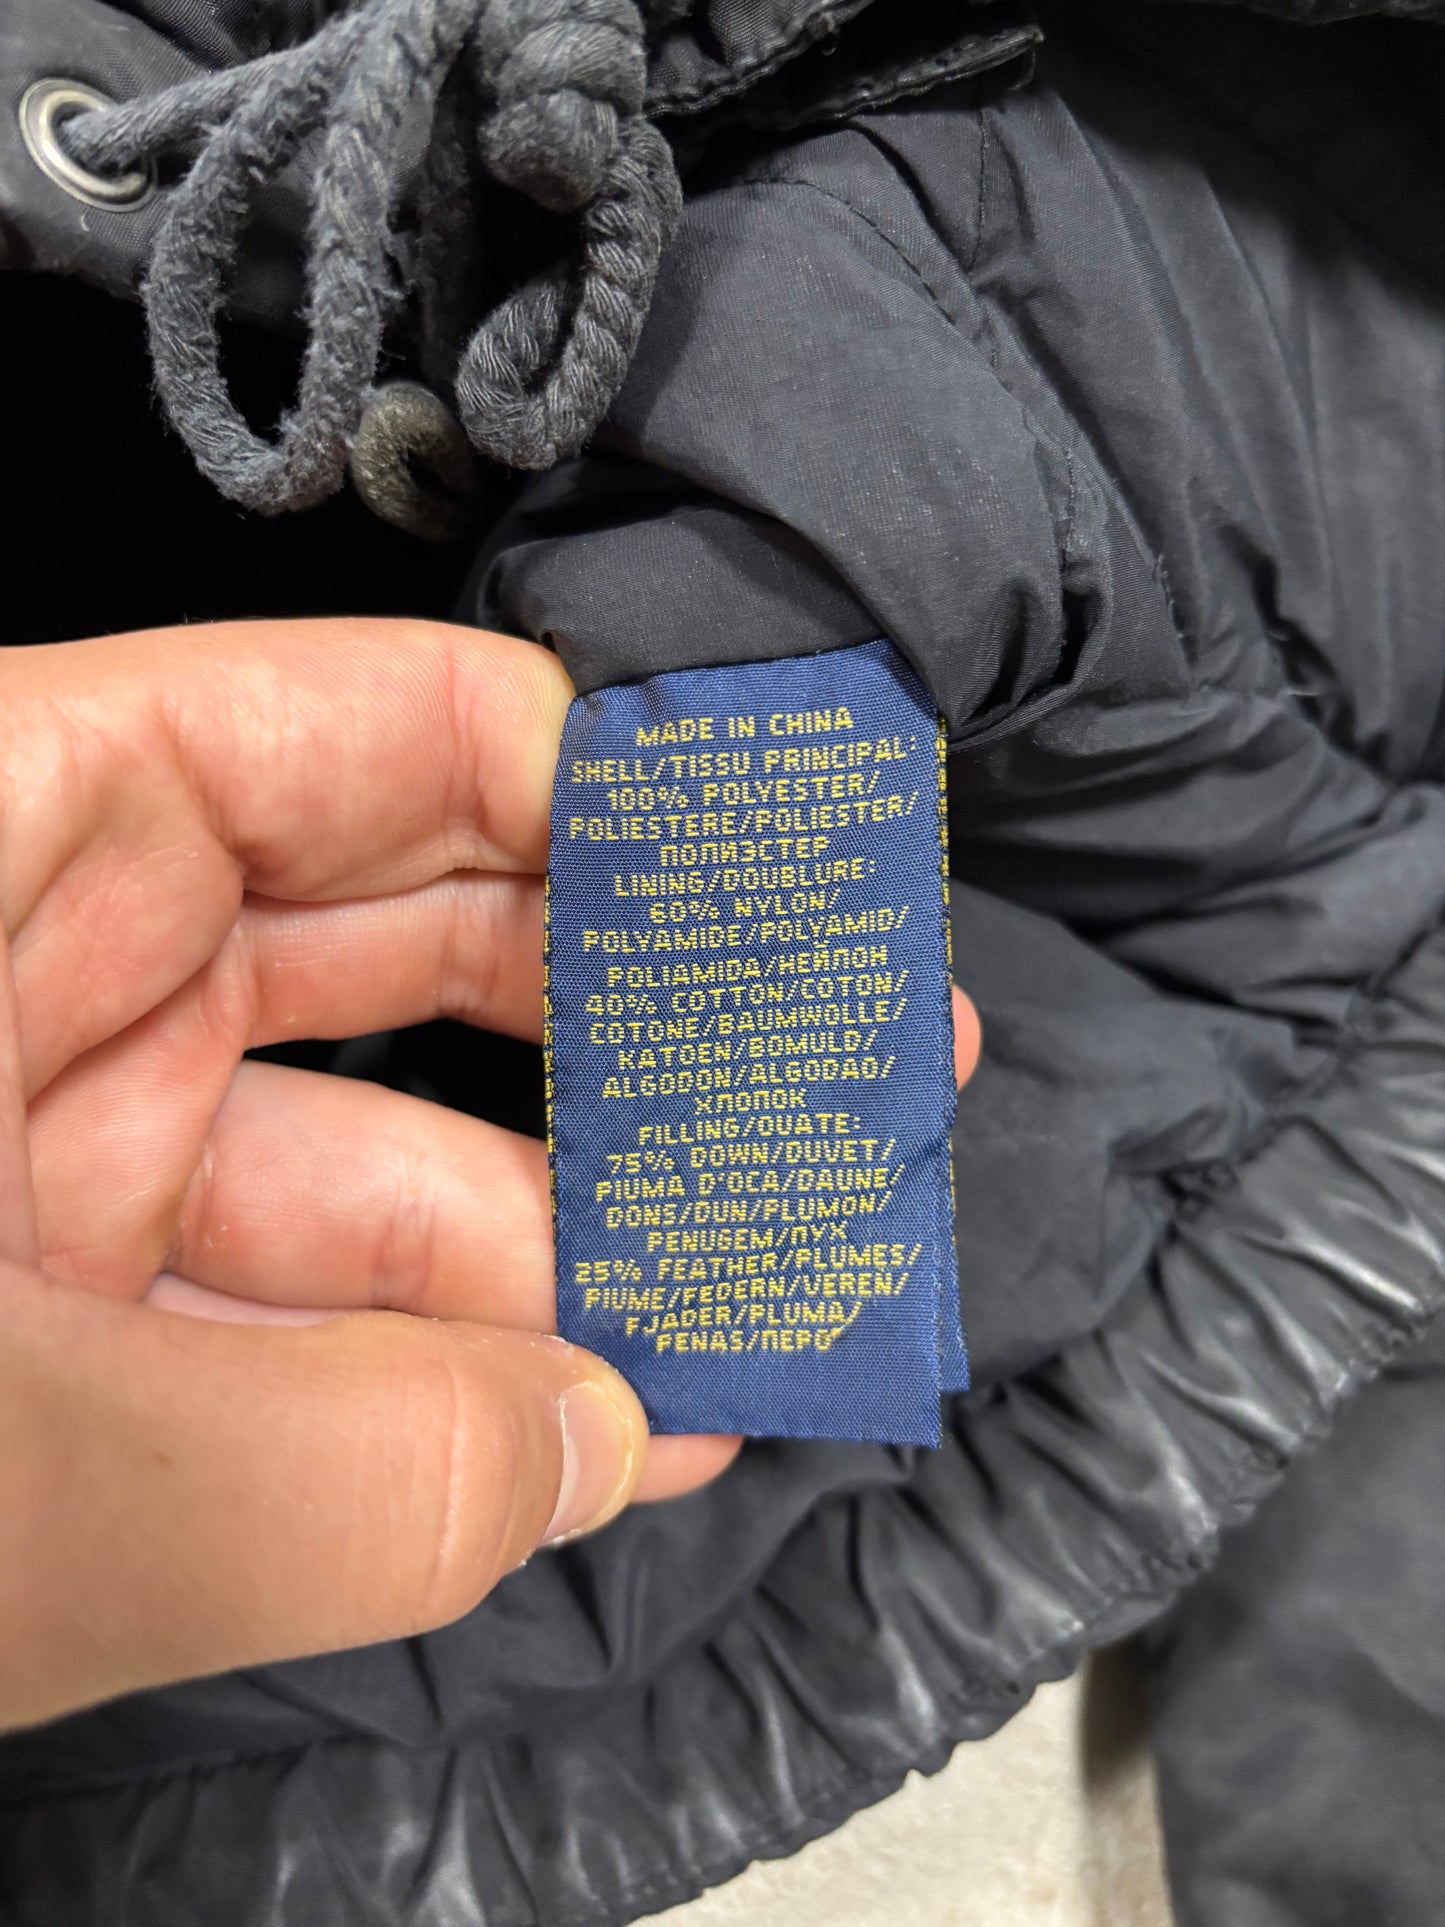 MADE IN CHINA
SHELL/TISSU PRINCIPAL:
100% POLYESTER/
POLIESTERE/POLIESTER/
ПОЛИЭСТЕР
LINING/DOUBLURE:
60% NYLON/
POLYAMIDE/POLYAMID/
POLIAMIDA/НЕЙЛОН
40% COTTON/COTON/
COTONE/BAUMWOLLE/
KATOEN/BOMULD/
ALGODON/ALGODAO/
ХЛОПОК
FILLING/OUATE:
75% DOWN/DUVET/
PIUMA D'OCA/DAUNE/
DONS/DUN/PLUMON/
PENUGEM/ПУХ
25% FEATHER/PLUMES/
PIUME/FEDERN/VEREN/
FJADER/PLUMA/
PENAS/ПЕРО